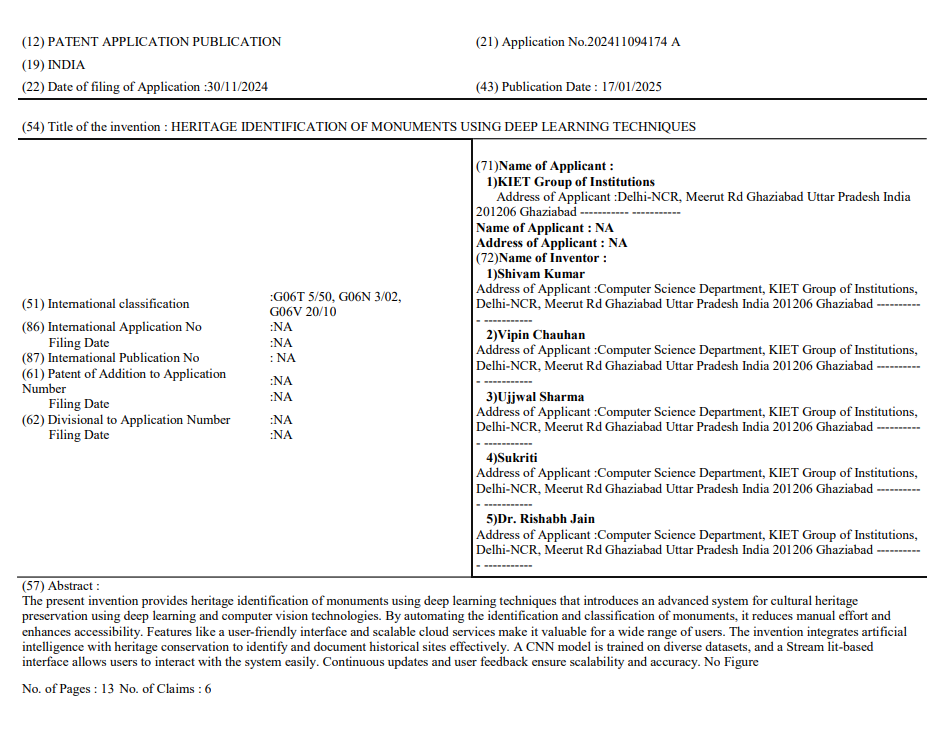 (12) PATENT APPLICATION PUBLICATION
(21) Application No.202411094174 A
(19) INDIA
(22) Date of filing of Application :30/11/2024
(43) Publication Date : 17/01/2025
(54) Title of the invention : HERITAGE IDENTIFICATION OF MONUMENTS USING DEEP LEARNING TECHNIQUES
(51) International classification
:G06T 5/50, G06N 3/02,
G06V 20/10
(86) International Application No
:NA
Filing Date
:NA
(87) International Publication No
: NA
(61) Patent of Addition to Application
Number
:NA
Filing Date
:NA
(62) Divisional to Application Number
:NA
Filing Date
:NA
(71)Name of Applicant :
1)KIET Group of Institutions
Address of Applicant :Delhi-NCR, Meerut Rd Ghaziabad Uttar Pradesh India
201206 Ghaziabad ----------- -----------
Name of Applicant : NA
Address of Applicant : NA
(72)Name of Inventor :
1)Shivam Kumar
Address of Applicant :Computer Science Department, KIET Group of Institutions,
Delhi-NCR, Meerut Rd Ghaziabad Uttar Pradesh India 201206 Ghaziabad ----------
- -----------
2)Vipin Chauhan
Address of Applicant :Computer Science Department, KIET Group of Institutions,
Delhi-NCR, Meerut Rd Ghaziabad Uttar Pradesh India 201206 Ghaziabad ----------
- -----------
3)Ujjwal Sharma
Address of Applicant :Computer Science Department, KIET Group of Institutions,
Delhi-NCR, Meerut Rd Ghaziabad Uttar Pradesh India 201206 Ghaziabad ----------
- -----------
4)Sukriti
Address of Applicant :Computer Science Department, KIET Group of Institutions,
Delhi-NCR, Meerut Rd Ghaziabad Uttar Pradesh India 201206 Ghaziabad ----------
- -----------
5)Dr. Rishabh Jain
Address of Applicant :Computer Science Department, KIET Group of Institutions,
Delhi-NCR, Meerut Rd Ghaziabad Uttar Pradesh India 201206 Ghaziabad ----------
- -----------
(57) Abstract :
The present invention provides heritage identification of monuments using deep learning techniques that introduces an advanced system for cultural heritage
preservation using deep learning and computer vision technologies. By automating the identification and classification of monuments, it reduces manual effort and
enhances accessibility. Features like a user-friendly interface and scalable cloud services make it valuable for a wide range of users. The invention integrates artificial
intelligence with heritage conservation to identify and document historical sites effectively. A CNN model is trained on diverse datasets, and a Stream lit-based
interface allows users to interact with the system easily. Continuous updates and user feedback ensure scalability and accuracy. No Figure
No. of Pages : 13 No. of Claims : 6